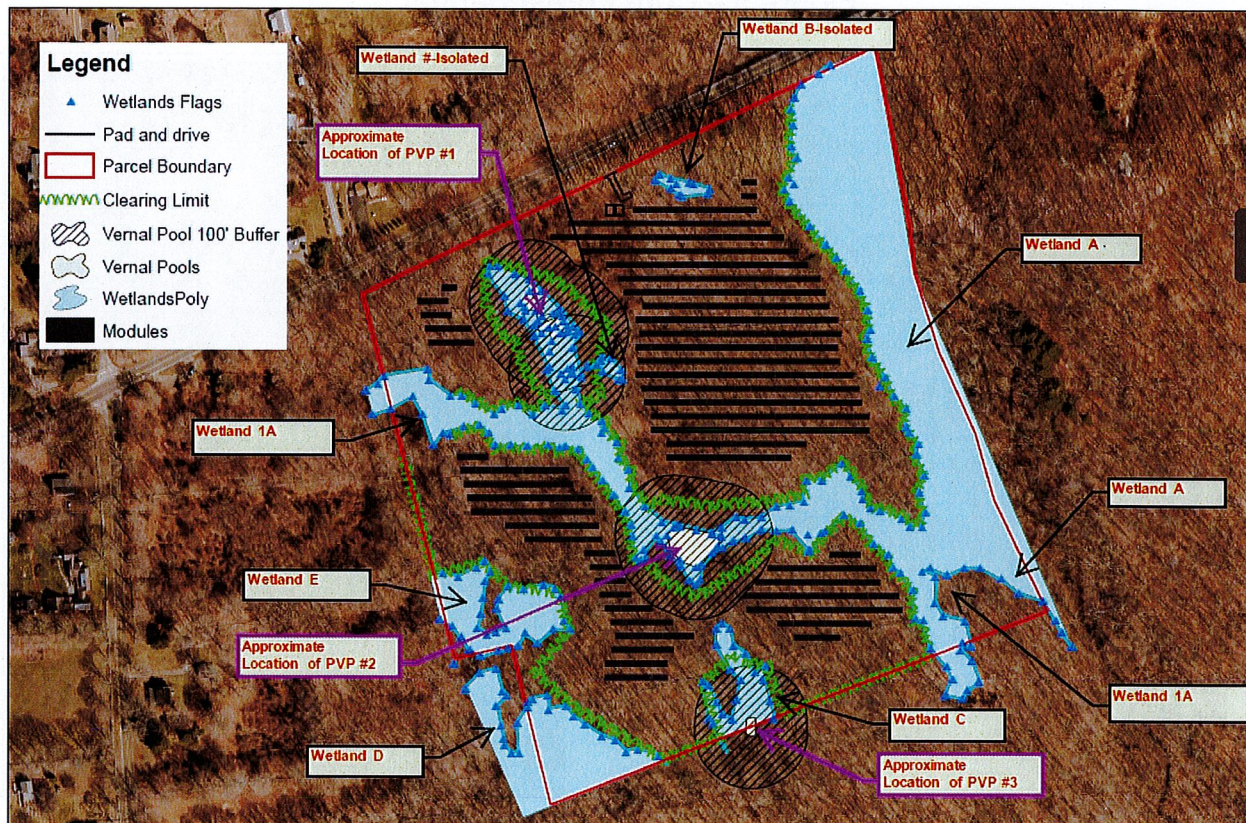 Wetland B-Isolated
Wetland #-Isolated
Legend
Wetlands Flags
Pad and drive
Parcel Boundary
Clearing Limit
Vernal Pool 100' Buffer
Vernal Pools
WetlandsPoly
Modules
Approximate
Location of PVP #1
Wetland A
Wetland 1A
Wetland A
Wetland E
Approximate
Location of PVP #2
Wetland 1A
Wetland C
Wetland D
Approximate
Location of PVP #3